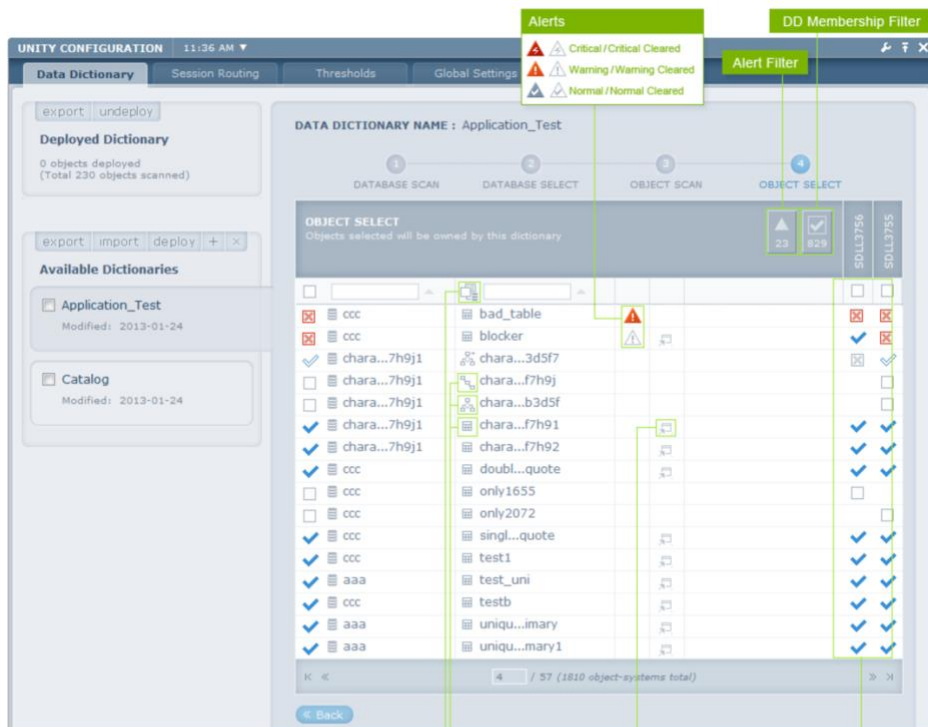 Alerts
Critical/Critical Cleared
Warning/Warning Cleared
Normal/Normal Cleared
DD Membership Filter
Alert Filter
UNITY CONFIGURATION 11:36 AM ▼
Data Dictionary Session Routing Thresholds Global Settings
export undeploy
Deployed Dictionary
0 objects deployed
(Total 230 objects scanned)
export import deploy + ×
Available Dictionaries
Application_Test
Modified: 2013-01-24
Catalog
Modified: 2013-01-24
DATA DICTIONARY NAME : Application_Test
1 2 3 4
DATABASE SCAN DATABASE SELECT OBJECT SCAN OBJECT SELECT
OBJECT SELECT
Objects selected will be owned by this dictionary
23 829 SDLL3756 SDLL3755
ccc bad_table
ccc blocker
chara...7h9j1 chara...3d5f7
chara...7h9j1 chara...f7h9j
chara...7h9j1 chara...b3d5f
chara...7h9j1 chara...f7h91
chara...7h9j1 chara...f7h92
ccc doubl...quote
ccc only1655
ccc only2072
ccc singl...quote
ccc test1
aaa test_uni
ccc testb
aaa uniqu...imary
aaa uniqu...mary1
4 / 57 (1810 object-systems total)
« Back